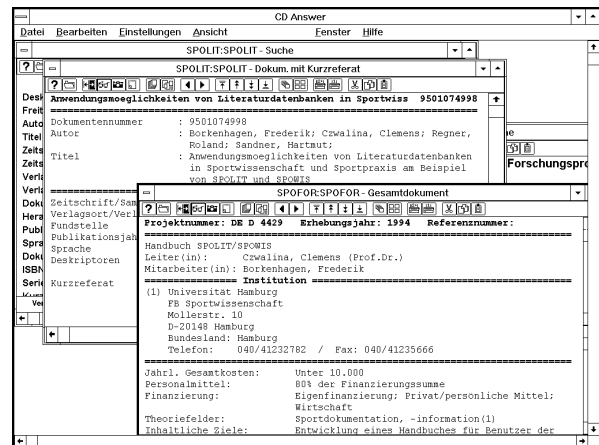 CD Answer
Datei Bearbeiten Einstellungen Ansicht Fenster Hilfe
SPOLIT:SPOLIT - Suche
SPOLIT:SPOLIT - Dokum. mit Kurzreferat
Anwendungsmoeglichkeiten von Literaturdatenbanken in Sportwiss 9501074998
Dokumentennummer : 9501074998
Autor : Borkenhagen, Frederik; Czwalina, Clemens; Regner,
Roland; Sandner, Hartmut;
Titel : Anwendungsmoeglichkeiten von Literaturdatenbanken
in Sportwissenschaft und Sportpraxis am Beispiel
von SPOLIT und SPOWIS
Zeitschrift/Sam
Verlagsort/Verl
Fundstelle
Publikationsjah
Sprache
Deskriptoren
Kurzreferat
Desk
Freit
Auto
Titel
Zeits
Zeits
Verla
Verla
Doku
Hera
Publ
Spra
Doku
ISBN
Serie
Kurz
Ver
Forschungspro
SPOFOR:SPOFOR - Gesamtdokument
Projektnummer: DE D 4429 Erhebungsjahr: 1994 Referenznummer:
Handbuch SPOLIT/SPOWIS
Leiter(in): Czwalina, Clemens (Prof.Dr.)
Mitarbeiter(in): Borkenhagen, Frederik
Institution
(1) Universität Hamburg
FB Sportwissenschaft
Mollerstr. 10
D-20148 Hamburg
Bundesland: Hamburg
Telefon: 040/41232782 / Fax: 040/41235666
Jährl. Gesamtkosten: Unter 10.000
Personalmittel: 80% der Finanzierungssumme
Finanzierung: Eigenfinanzierung; Privat/persönliche Mittel;
Wirtschaft
Theoriefelder: Sportdokumentation, -information(1)
Inhaltliche Ziele: Entwicklung eines Handbuches für Benutzer der